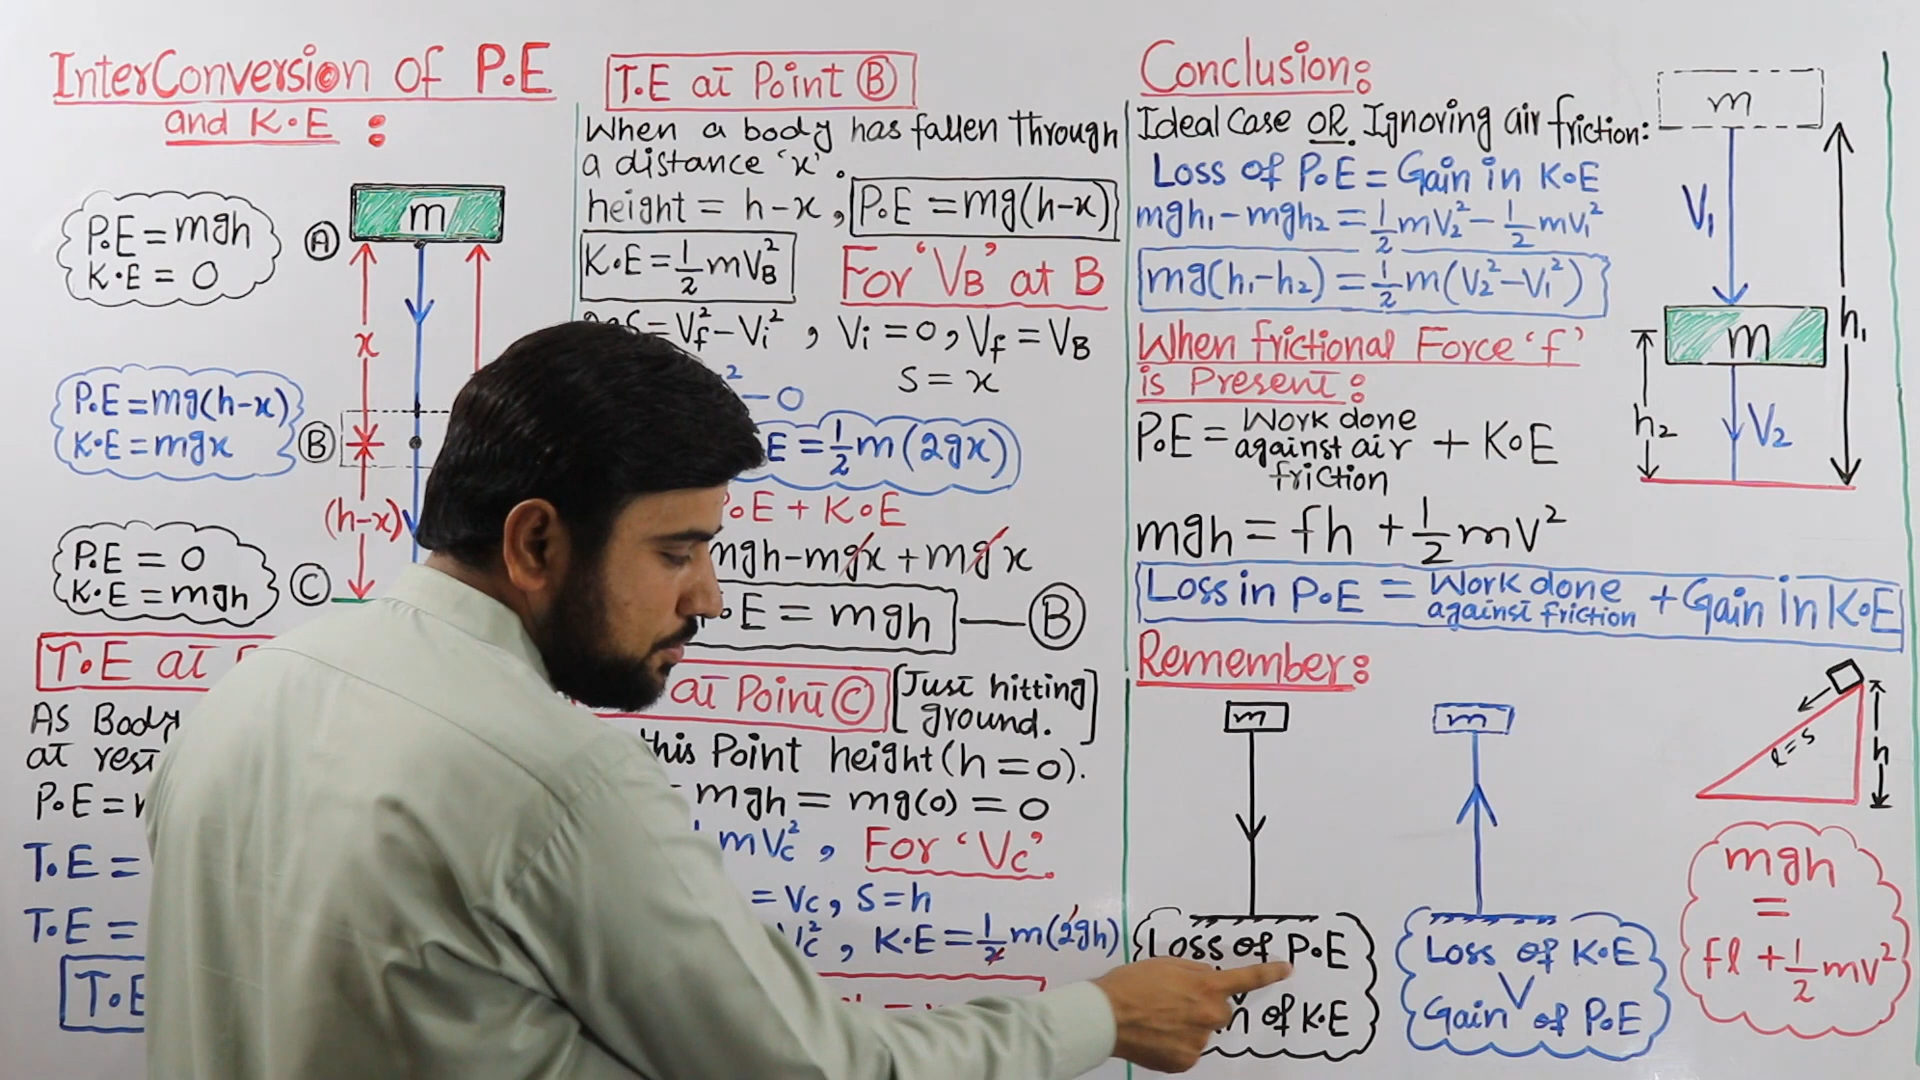 InterConversion of P.E
and K.E :
P.E = mgh
K.E = 0
A
m
x
P.E = mg(h-x)
K.E = mgx
B
(h-x)
P.E = 0
K.E = mgh
C
T.E at
As Body
at rest
P.E =
T.E =
T.E =
T.E
T.E at Point B
When a body has fallen through
a distance 'x'.
height = h-x, P.E = mg(h-x)
K.E = 1/2 mVB²
For 'VB' at B
= Vf² - Vi², Vi = 0, Vf = VB
S = x
² - 0
E = 1/2 m(2gx)
P.E + K.E
mgh - mgx + mgx
P.E = mgh — B
at Point C [Just hitting
ground.]
this Point height (h = 0).
= mgh = mg(0) = 0
mVc², For 'Vc'
= Vc, S = h
Vc², K.E = 1/2 m(2gh)
Conclusion:
Ideal Case OR Ignoring air friction:
Loss of P.E = Gain in K.E
mgh₁ - mgh₂ = 1/2 mV₂² - 1/2 mV₁²
mg(h₁-h₂) = 1/2 m(V₂² - V₁²)
m
V₁
m
h₁
h₂
V₂
When frictional Force 'f'
is Present:
P.E = Work done against air friction + K.E
mgh = fh + 1/2 mv²
Loss in P.E = Work done against friction + Gain in K.E
Remember:
m
Loss of P.E
of K.E
m
Loss of K.E
Gain of P.E
l = s
h
mgh
=
fl + 1/2 mv²